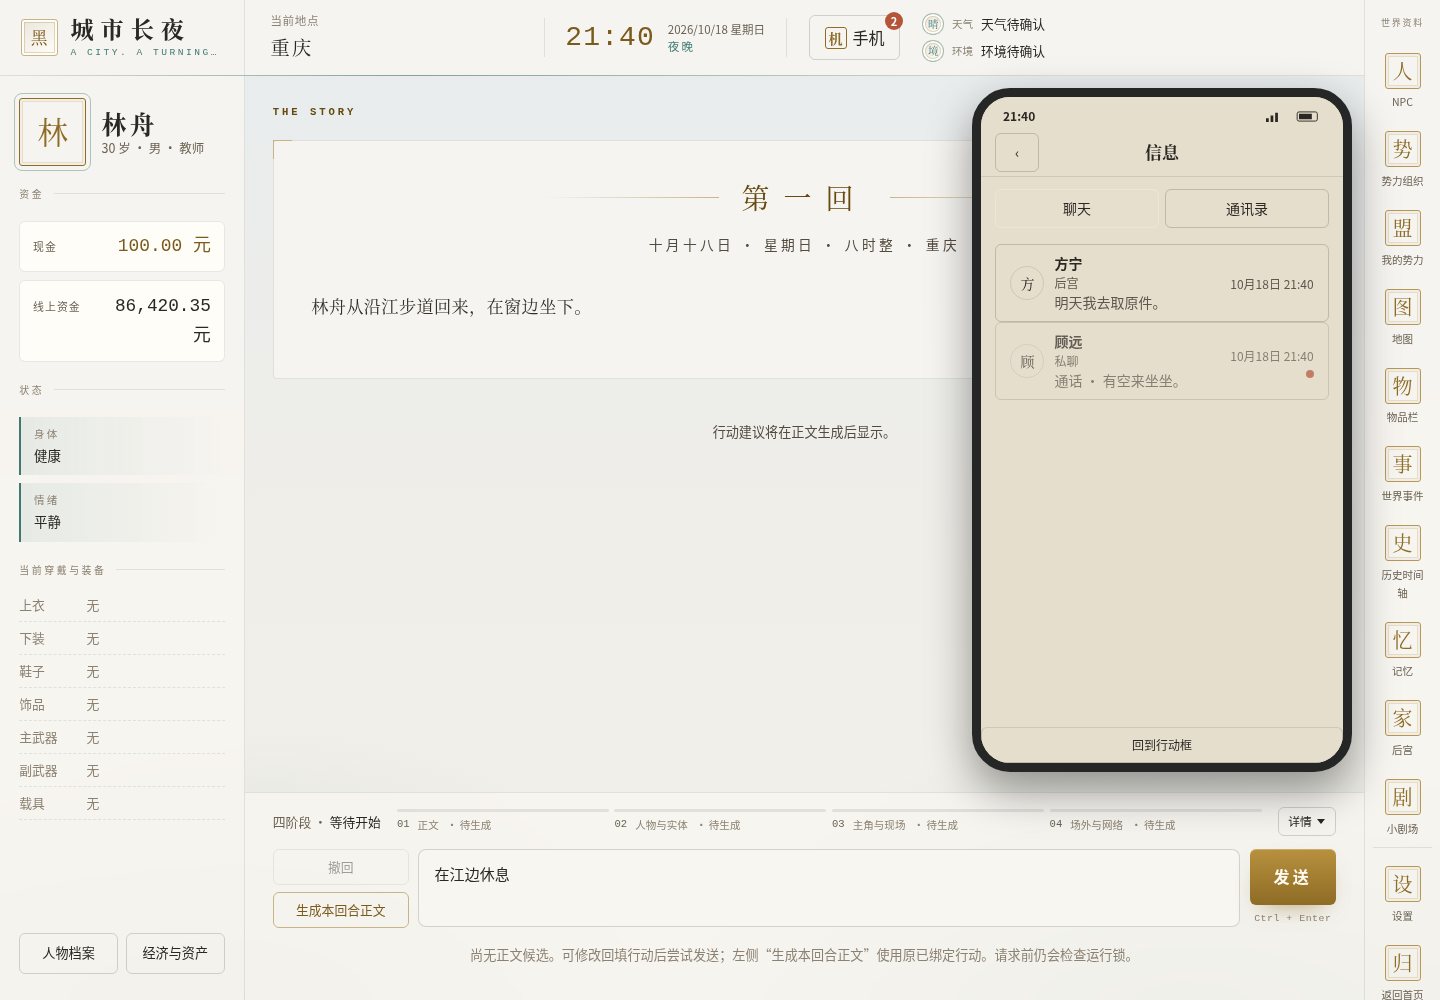 黑
城市长夜
A CITY. A TURNING…
当前地点
重庆
21:40
2026/10/18 星期日
夜晚
机 手机
2
晴 天气 天气待确认
境 环境 环境待确认
林
林舟
30 岁 · 男 · 教师
资金
现金 100.00 元
线上资金 86,420.35
元
状态
身体
健康
情绪
平静
当前穿戴与装备
上衣 无
下装 无
鞋子 无
饰品 无
主武器 无
副武器 无
载具 无
人物档案 经济与资产
THE STORY
第一回
十月十八日 · 星期日 · 八时整 · 重庆
林舟从沿江步道回来，在窗边坐下。
行动建议将在正文生成后显示。
21:40
‹ 信息
聊天 通讯录
方
方宁
后宫
明天我去取原件。
10月18日 21:40
顾
顾远
私聊
通话 · 有空来坐坐。
10月18日 21:40
回到行动框
四阶段 · 等待开始
01 正文 · 待生成
02 人物与实体 · 待生成
03 主角与现场 · 待生成
04 场外与网络 · 待生成
详情
撤回
生成本回合正文
在江边休息
发送
Ctrl + Enter
尚无正文候选。可修改回填行动后尝试发送；左侧“生成本回合正文”使用原已绑定行动。请求前仍会检查运行锁。
世界资料
人
NPC
势
势力组织
盟
我的势力
图
地图
物
物品栏
事
世界事件
史
历史时间
轴
忆
记忆
家
后宫
剧
小剧场
设
设置
归
返回首页